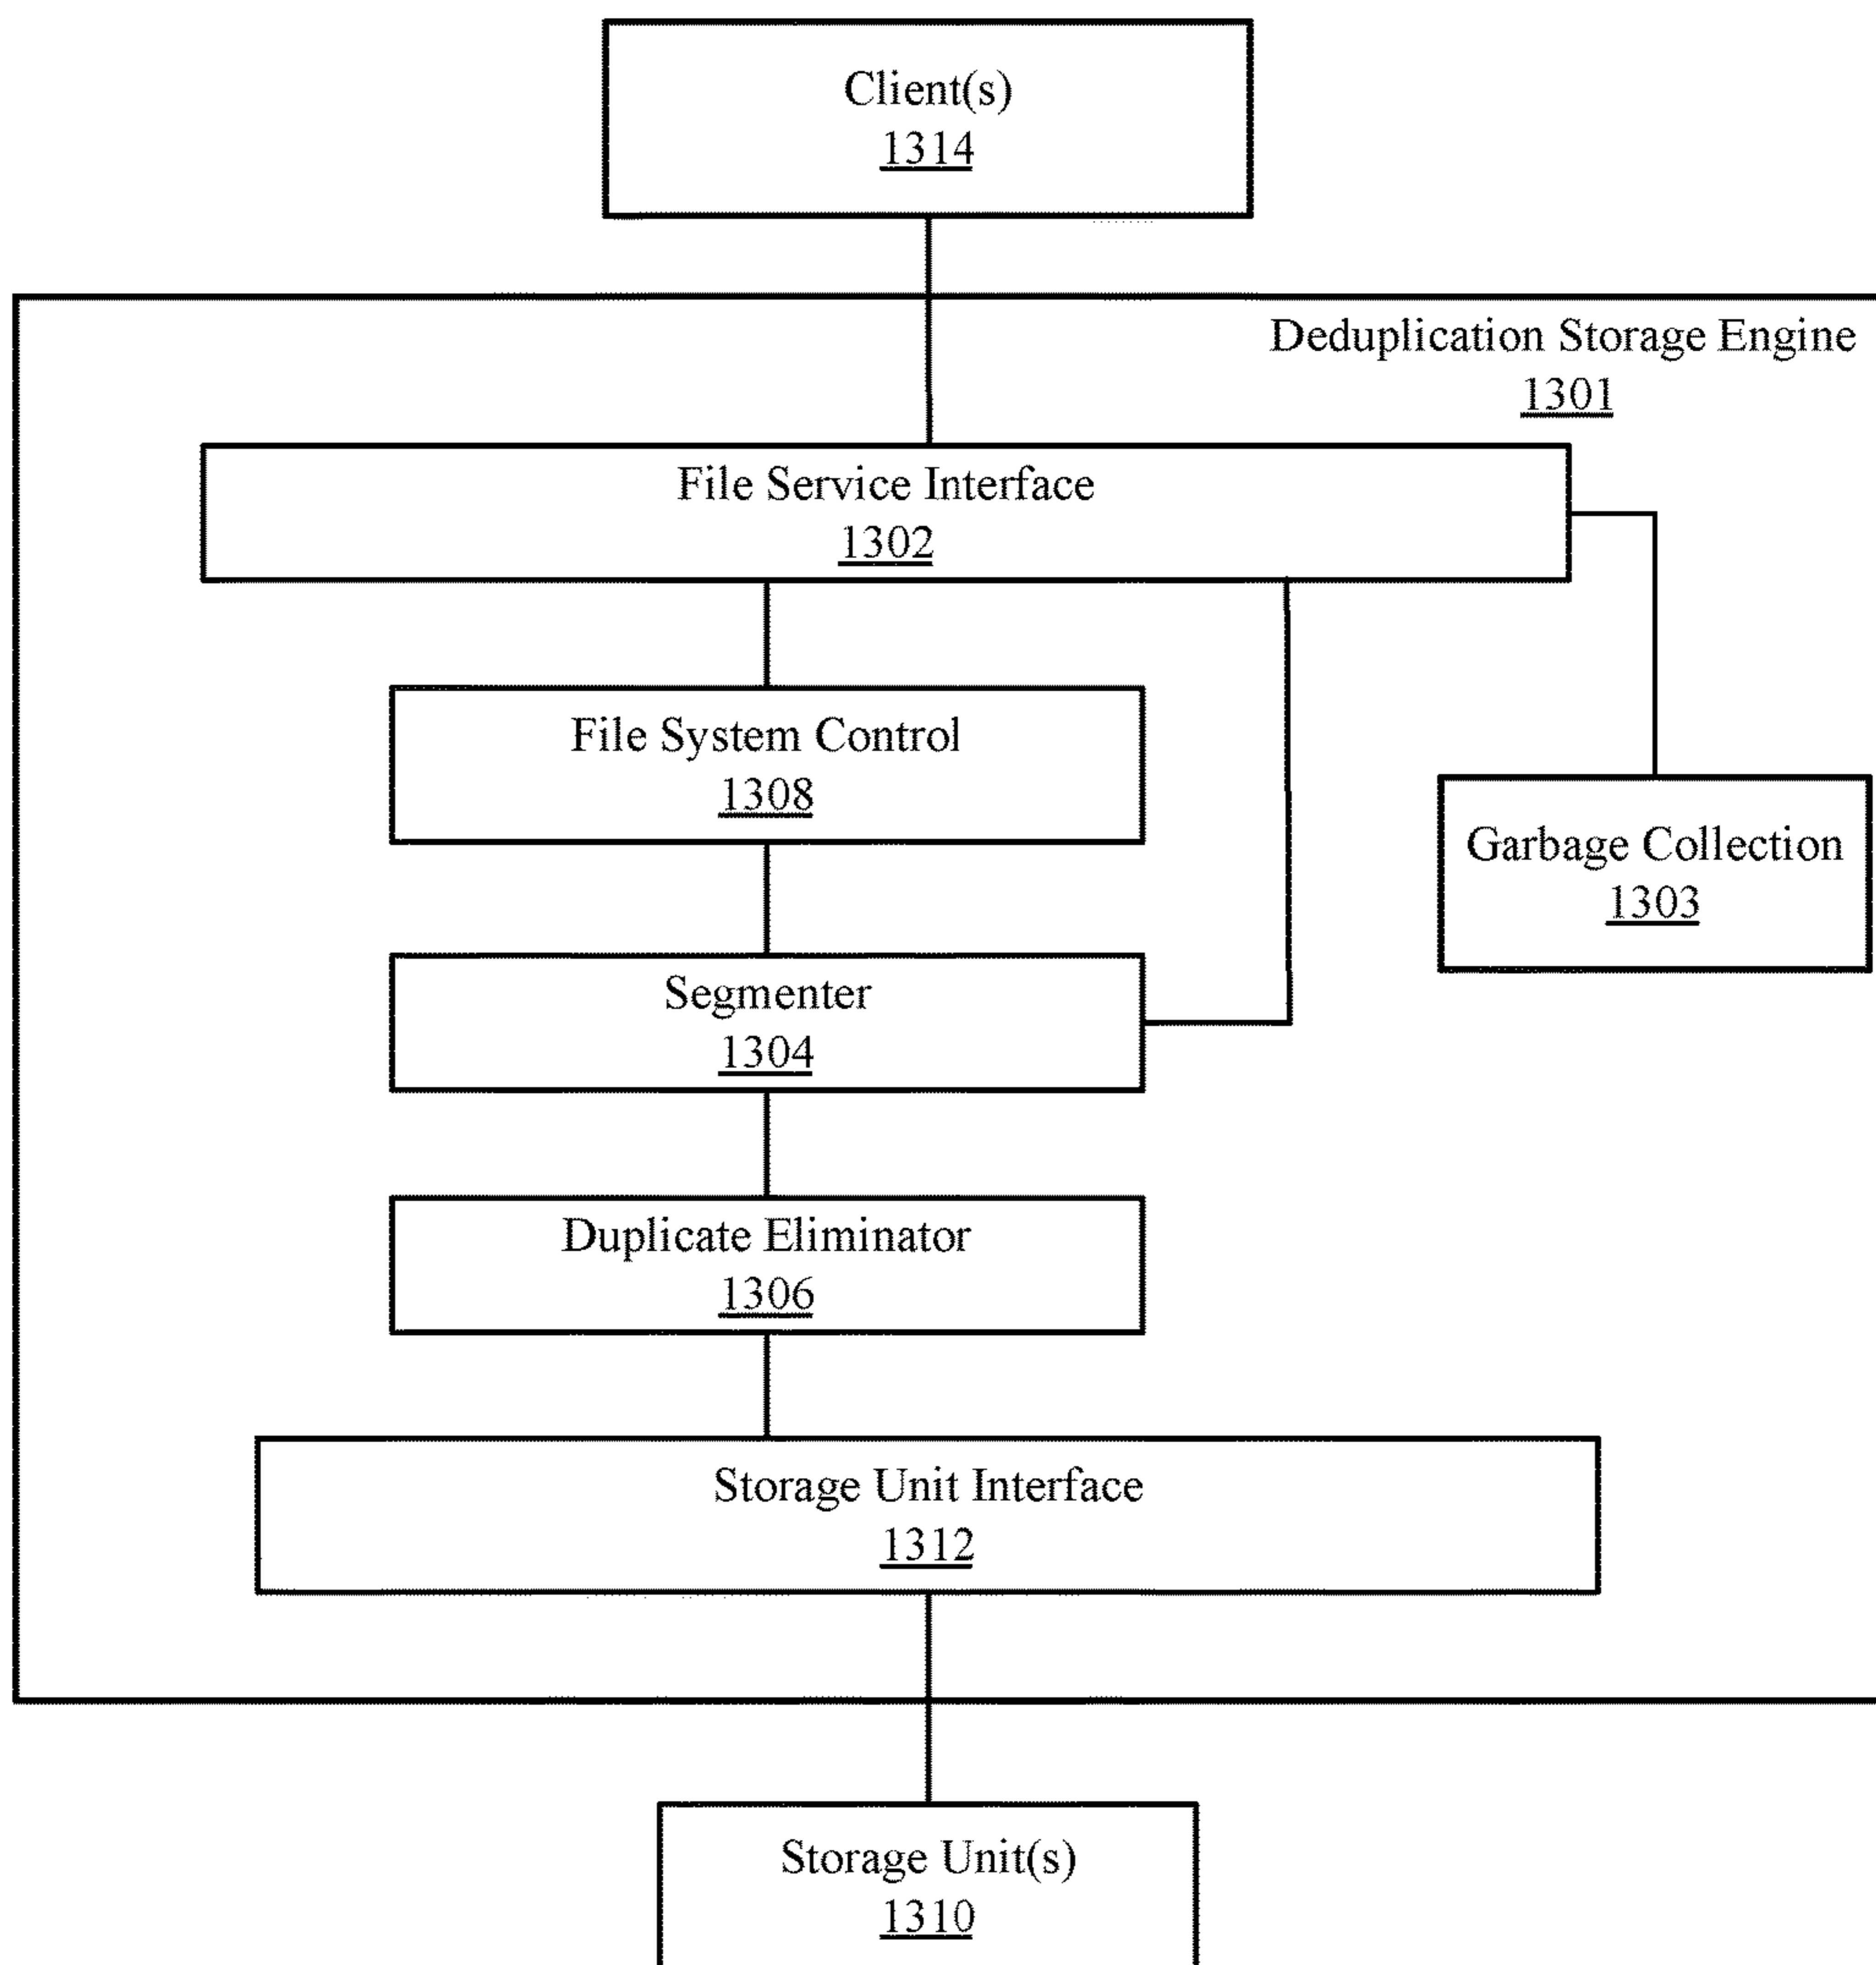 Client(s)
1314
Deduplication Storage Engine
1301
File Service Interface
1302
File System Control
1308
Garbage Collection
1303
Segmenter
1304
Duplicate Eliminator
1306
Storage Unit Interface
1312
Storage Unit(s)
1310